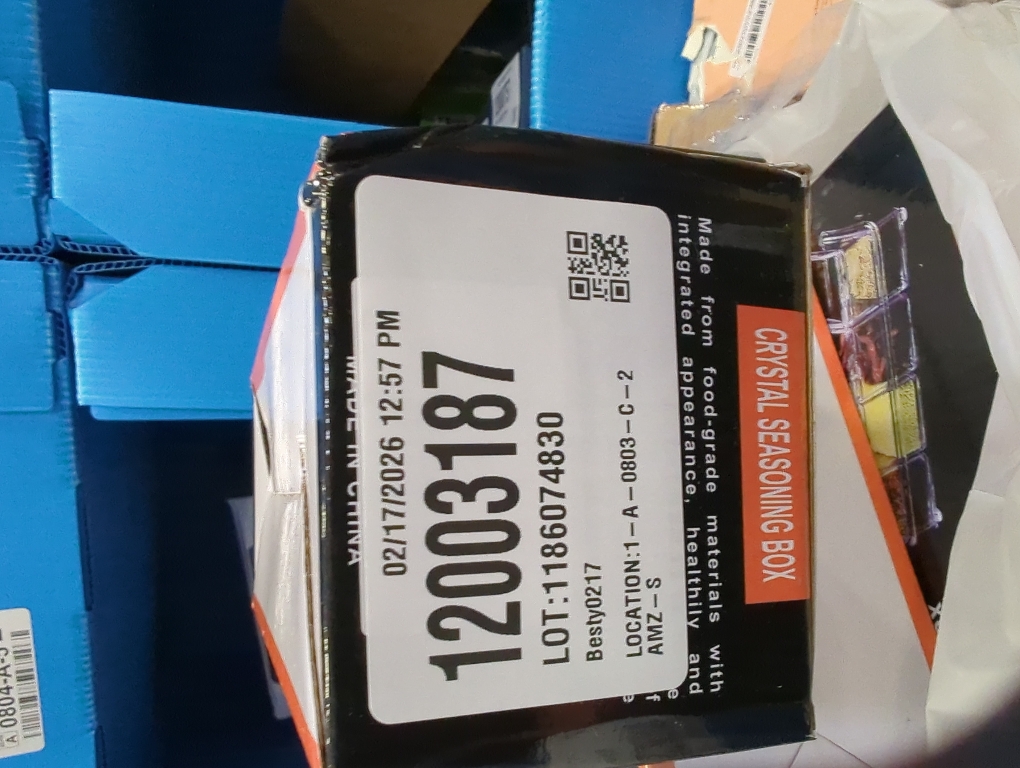 02/17/2026 12:57 PM
12003187
LOT:1186074830
Besty0217
LOCATION:1-A-0803-C-2
AMZ-S
MADE IN CHINA
CRYSTAL SEASONING BOX
Made from food-grade materials with
integrated appearance, healthily and
A 0804-A-